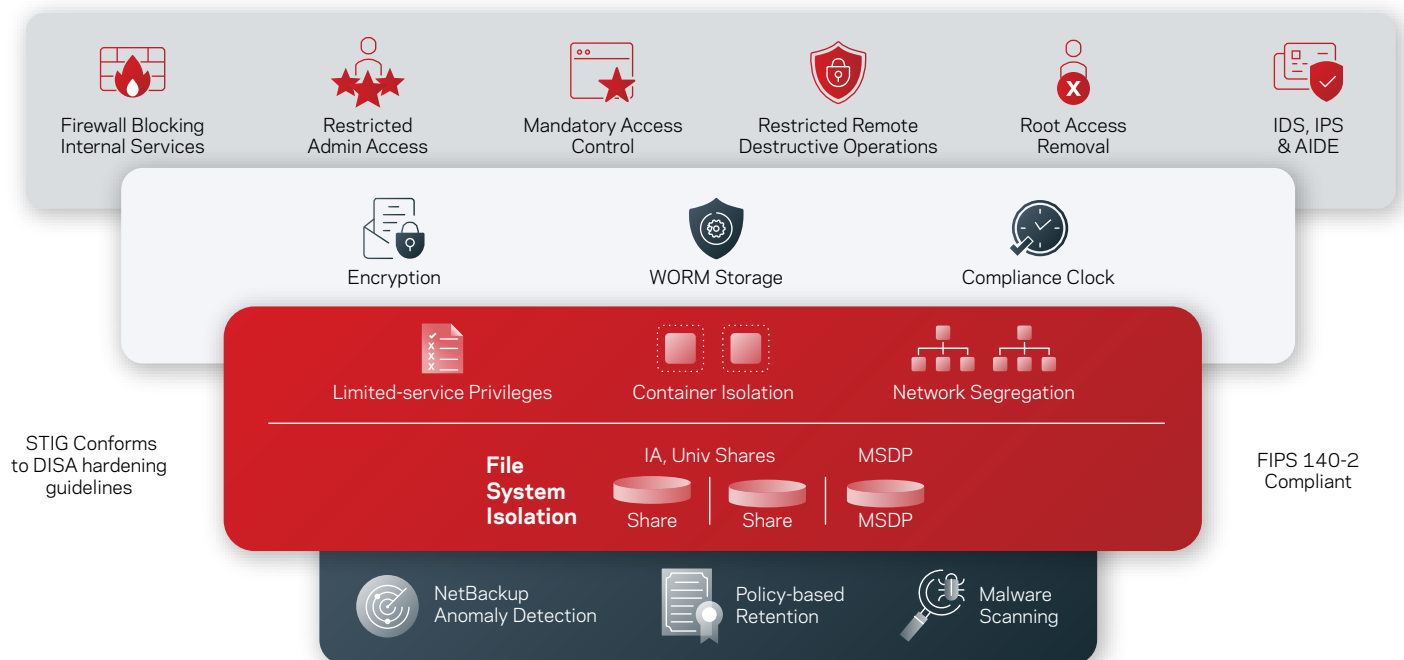 Firewall Blocking
Internal Services
Restricted
Admin Access
Mandatory Access
Control
Restricted Remote
Destructive Operations
X
Root Access
Removal
IDS, IPS
& AIDE
Encryption
WORM Storage
Compliance Clock
Limited-service Privileges
Container Isolation
Network Segregation
STIG Conforms
to DISA hardening
guidelines
File
System
Isolation
IA, Univ Shares
MSDP
Share
Share
MSDP
FIPS 140-2
Compliant
NetBackup
Anomaly Detection
Policy-based
Retention
Malware
Scanning